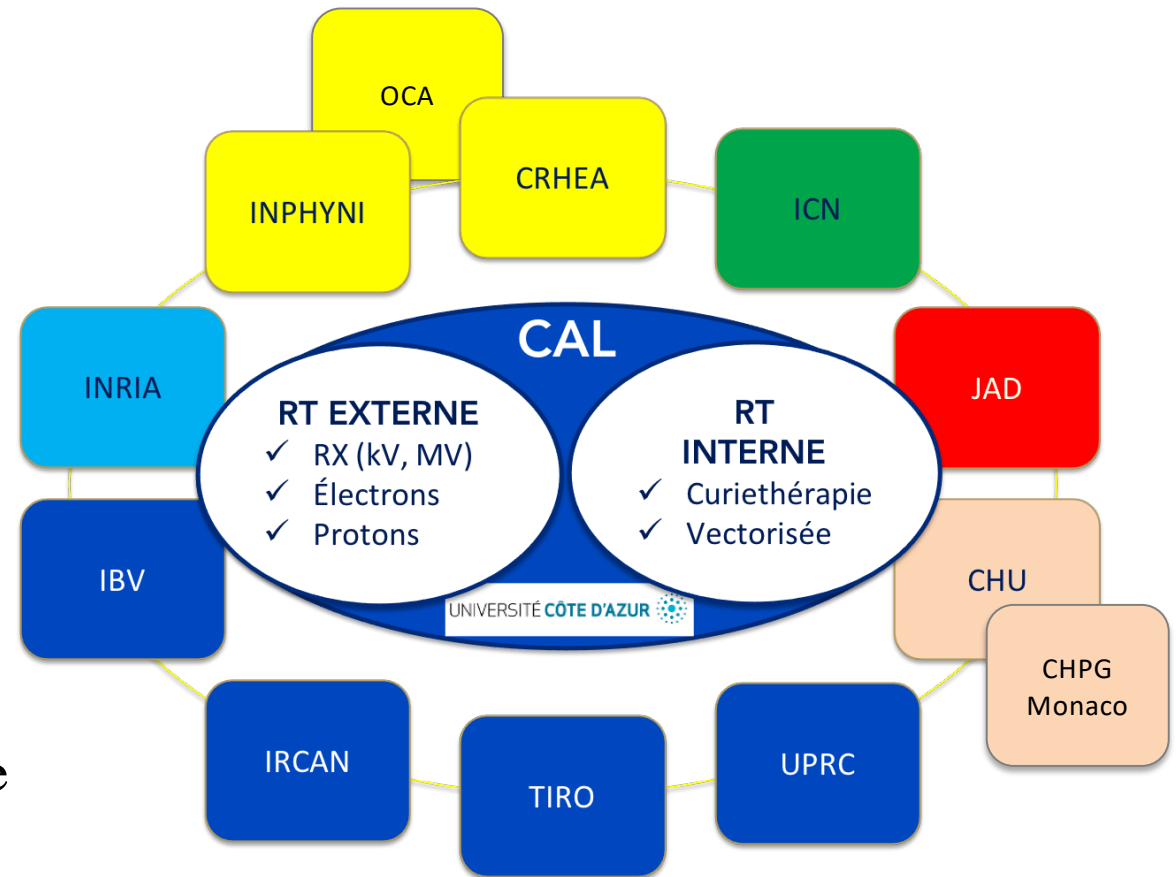 OCA
CRHEA
INPHYNI
ICN
CAL
INRIA
JAD
RT EXTERNE
✓ RX (kV, MV)
✓ Électrons
✓ Protons
RT
INTERNE
✓ Curiethérapie
✓ Vectorisée
IBV
CHU
UNIVERSITÉ CÔTE D'AZUR
CHPG
Monaco
IRCAN
TIRO
UPRC
e